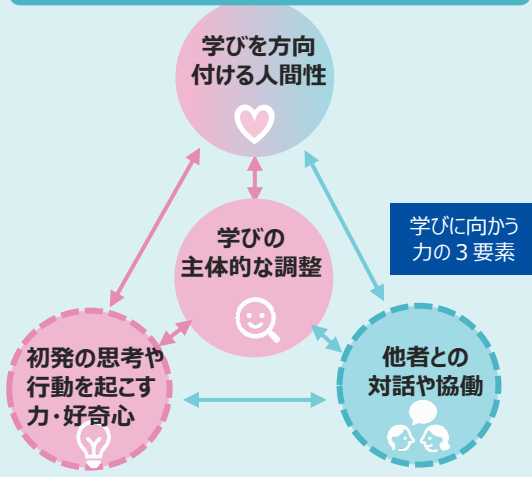 学びを方向
付ける人間性
学びに向かう
力の3要素
学びの
主体的な調整
初発の思考や
行動を起こす
力・好奇心
他者との
対話や協働